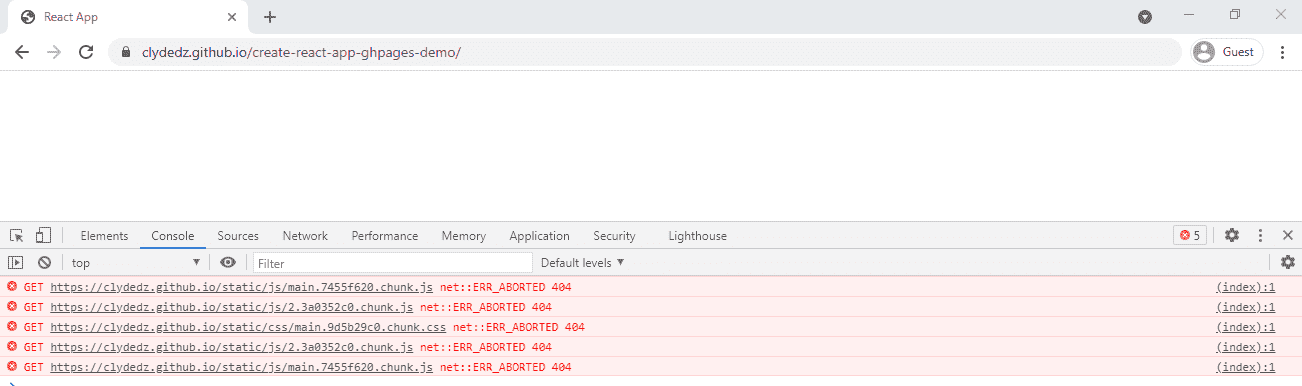 React App
clydedz.github.io/create-react-app-ghpages-demo/
Guest
Elements Console Sources Network Performance Memory Application Security Lighthouse 5
top Filter Default levels
GET https://clydedz.github.io/static/js/main.7455f620.chunk.js net::ERR_ABORTED 404 (index):1
GET https://clydedz.github.io/static/js/2.3a0352c0.chunk.js net::ERR_ABORTED 404 (index):1
GET https://clydedz.github.io/static/css/main.9d5b29c0.chunk.css net::ERR_ABORTED 404 (index):1
GET https://clydedz.github.io/static/js/2.3a0352c0.chunk.js net::ERR_ABORTED 404 (index):1
GET https://clydedz.github.io/static/js/main.7455f620.chunk.js net::ERR_ABORTED 404 (index):1